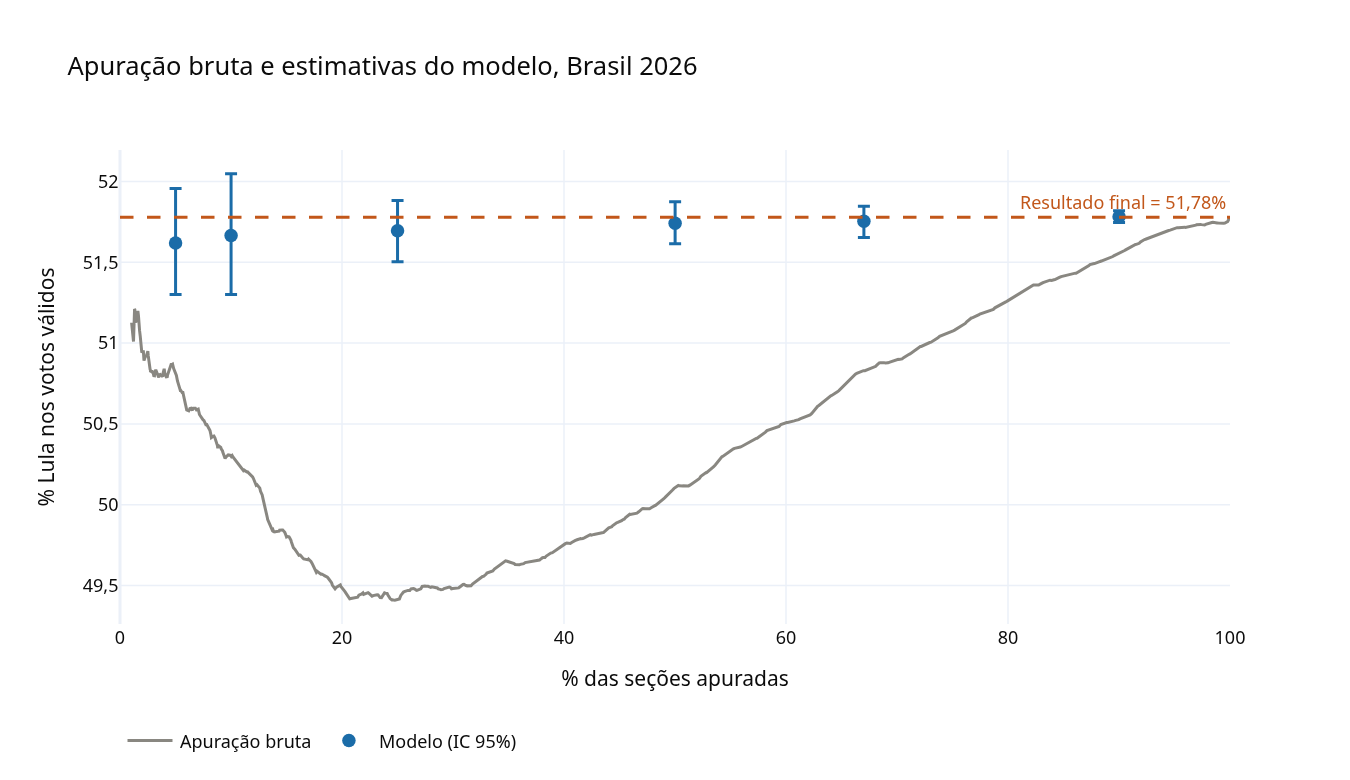 Apuração bruta e estimativas do modelo, Brasil 2026
% Lula nos votos válidos
52
51,5
51
50,5
50
49,5
Resultado final = 51,78%
0 20 40 60 80 100
% das seções apuradas
Apuração bruta Modelo (IC 95%)